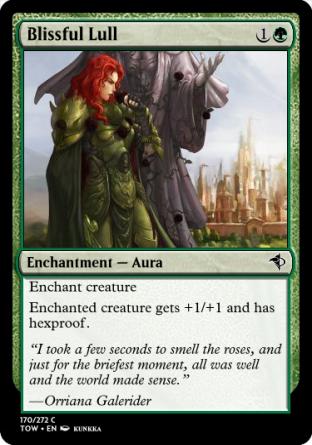 Blissful Lull 1
Enchantment — Aura
Enchant creature
Enchanted creature gets +1/+1 and has
hexproof.
“I took a few seconds to smell the roses, and
just for the briefest moment, all was well
and the world made sense.”
—Orriana Galerider
170/272 C
TOW • EN KUNKKA